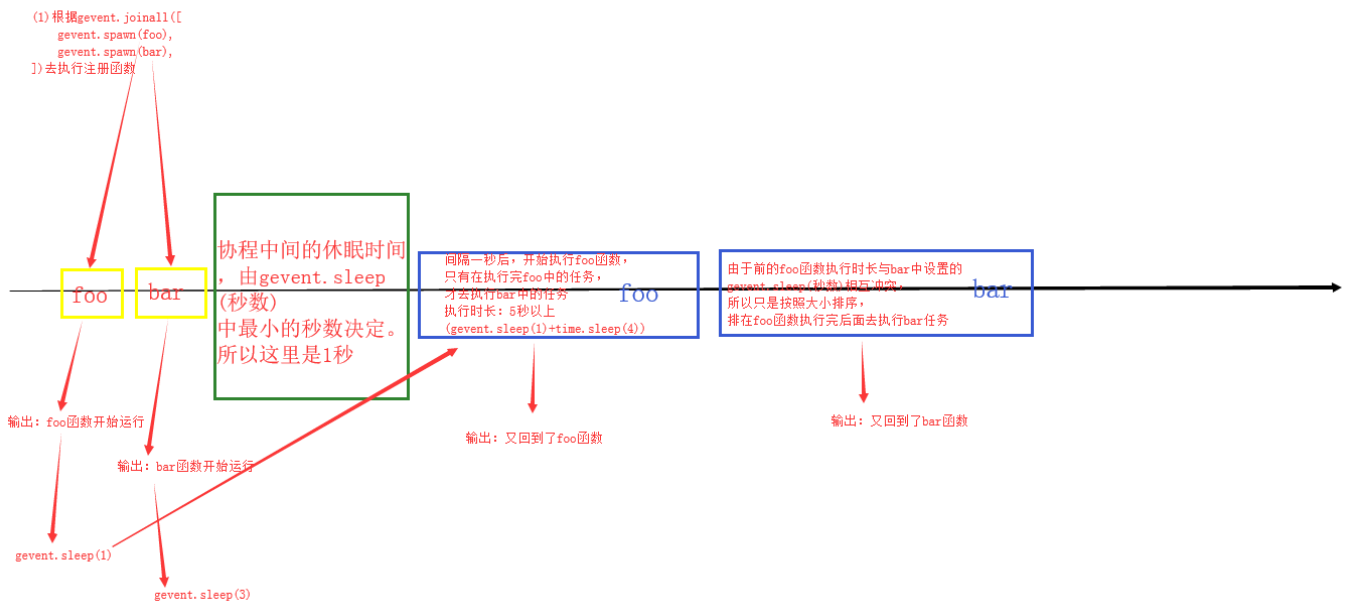 (1)根据gevent.joinall([
gevent.spawn(foo),
gevent.spawn(bar),
])去执行注册函数
foo
bar
协程中间的休眠时间
，由gevent.sleep
(秒数)
中最小的秒数决定。
所以这里是1秒
间隔一秒后，开始执行foo函数，
只有在执行完foo中的任务，
才去执行bar中的任务
执行时长：5秒以上
(gevent.sleep(1)+time.sleep(4))
foo
由于前的foo函数执行时长与bar中设置的
gevent.sleep(秒数)相互冲突，
所以只是按照大小排序，
排在foo函数执行完后面去执行bar任务
bar
输出：foo函数开始运行
输出：bar函数开始运行
输出：又回到了foo函数
输出：又回到了bar函数
gevent.sleep(1)
gevent.sleep(3)